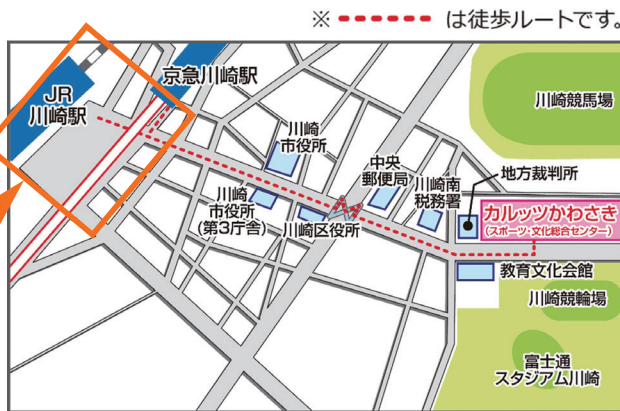 ※ は徒歩ルートです。
京急川崎駅
JR
川崎駅
川崎競馬場
川崎
市役所
中央
郵便局
川崎南
税務署
地方裁判所
川崎
市役所
(第3庁舎)
川崎区役所
カルッツかわさき
(スポーツ・文化総合センター)
教育文化会館
川崎競輪場
富士通
スタジアム川崎